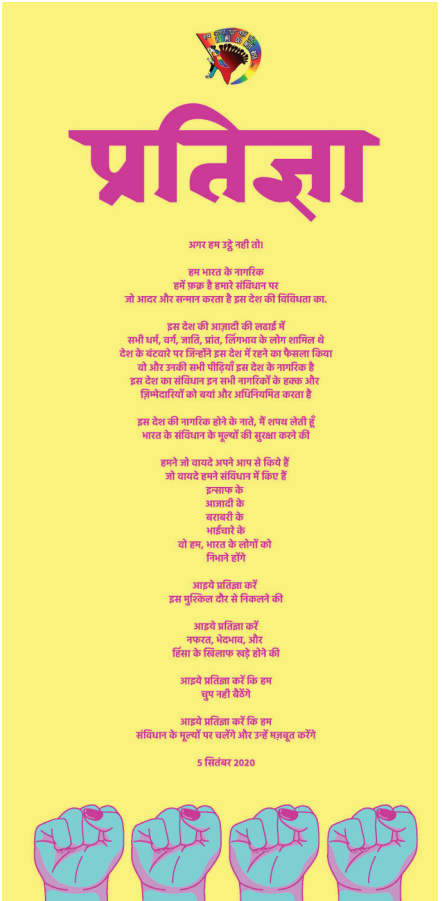 प्रतिज्ञा
अगर हम उट्ठे नही तो!
हम भारत के नागरिक
हमें फ़क्र है हमारे संविधान पर
जो आदर और सन्मान करता है इस देश की विविधता का.
इस देश की आज़ादी की लढाई में
सभी धर्म, वर्ग, जाति, प्रांत, लिंगभाव के लोग शामिल थे
देश के बंटवारे पर जिन्होंने इस देश में रहने का फैसला किया
वो और उनकी सभी पीढ़ियाँ इस देश के नागरिक है
इस देश का संविधान इन सभी नागरिकों के हक्क और
ज़िम्मेदारियों को बयां और अधिनियमित करता है
इस देश की नागरिक होने के नाते, मैं शपथ लेती हूँ
भारत के संविधान के मूल्यों की सुरक्षा करने की
हमने जो वायदे अपने आप से किये हैं
जो वायदे हमने संविधान में किए हैं
इन्साफ के
आजादी के
बराबरी के
भाईचारे के
वो हम, भारत के लोगों को
निभाने होंगे
आइये प्रतिज्ञा करें
इस मुश्किल दौर से निकलने की
आइये प्रतिज्ञा करें
नफरत, भेदभाव, और
हिंसा के खिलाफ खड़े होने की
आइये प्रतिज्ञा करें कि हम
चुप नही बैठेंगे
आइये प्रतिज्ञा करें कि हम
संविधान के मूल्यों पर चलेंगे और उन्हें मज़बूत करेंगे
5 सितंबर 2020